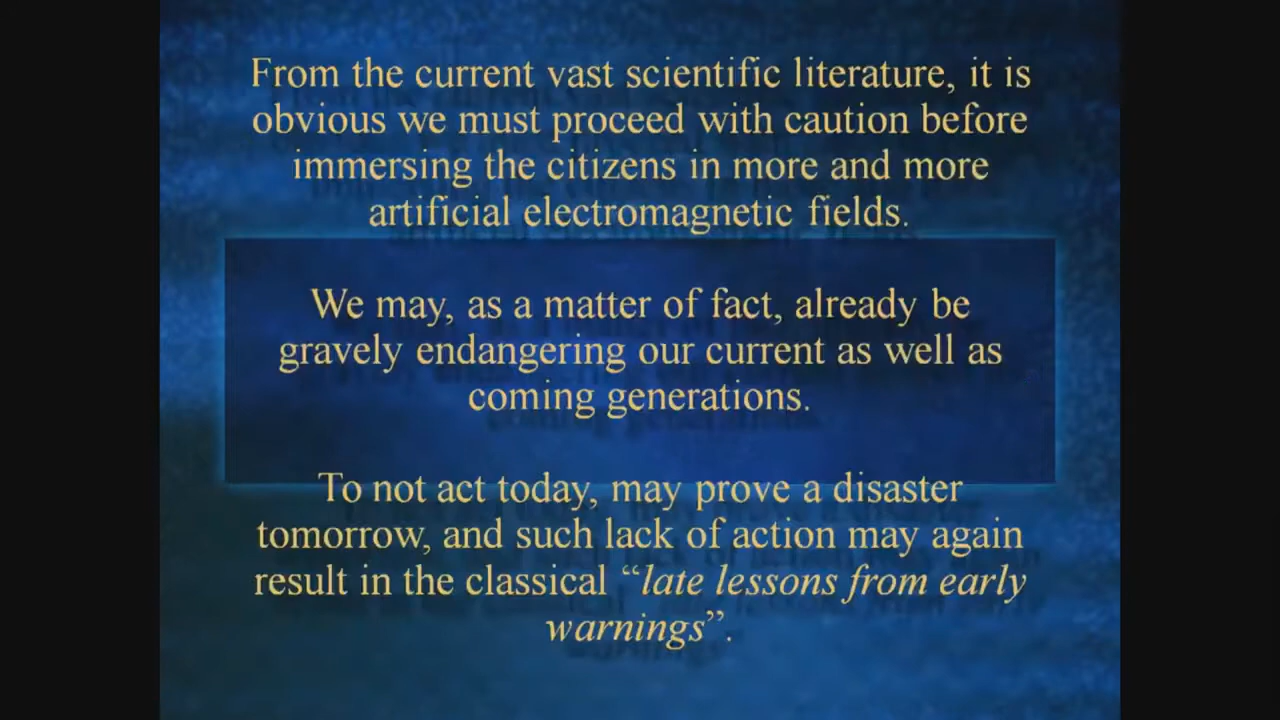 From the current vast scientific literature, it is
obvious we must proceed with caution before
immersing the citizens in more and more
artificial electromagnetic fields.
We may, as a matter of fact, already be
gravely endangering our current as well as
coming generations.
To not act today, may prove a disaster
tomorrow, and such lack of action may again
result in the classical “late lessons from early
warnings”.